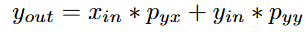 y_{out} = x_{in} * p_{yx} + y_{in} * p_{yy}